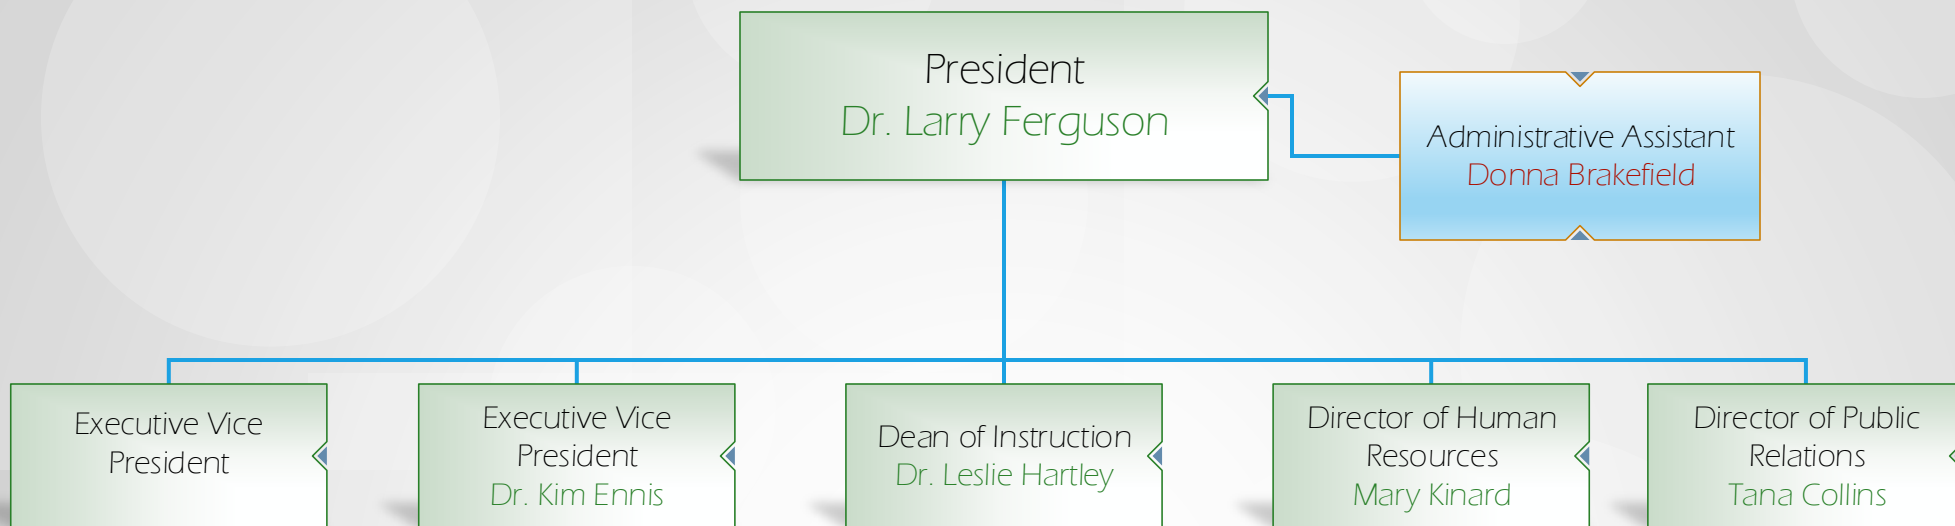 President
Dr. Larry Ferguson
Administrative Assistant
Donna Brakefield
Executive Vice
President
Executive Vice
President
Dr. Kim Ennis
Dean of Instruction
Dr. Leslie Hartley
Director of Human
Resources
Mary Kinard
Director of Public
Relations
Tana Collins